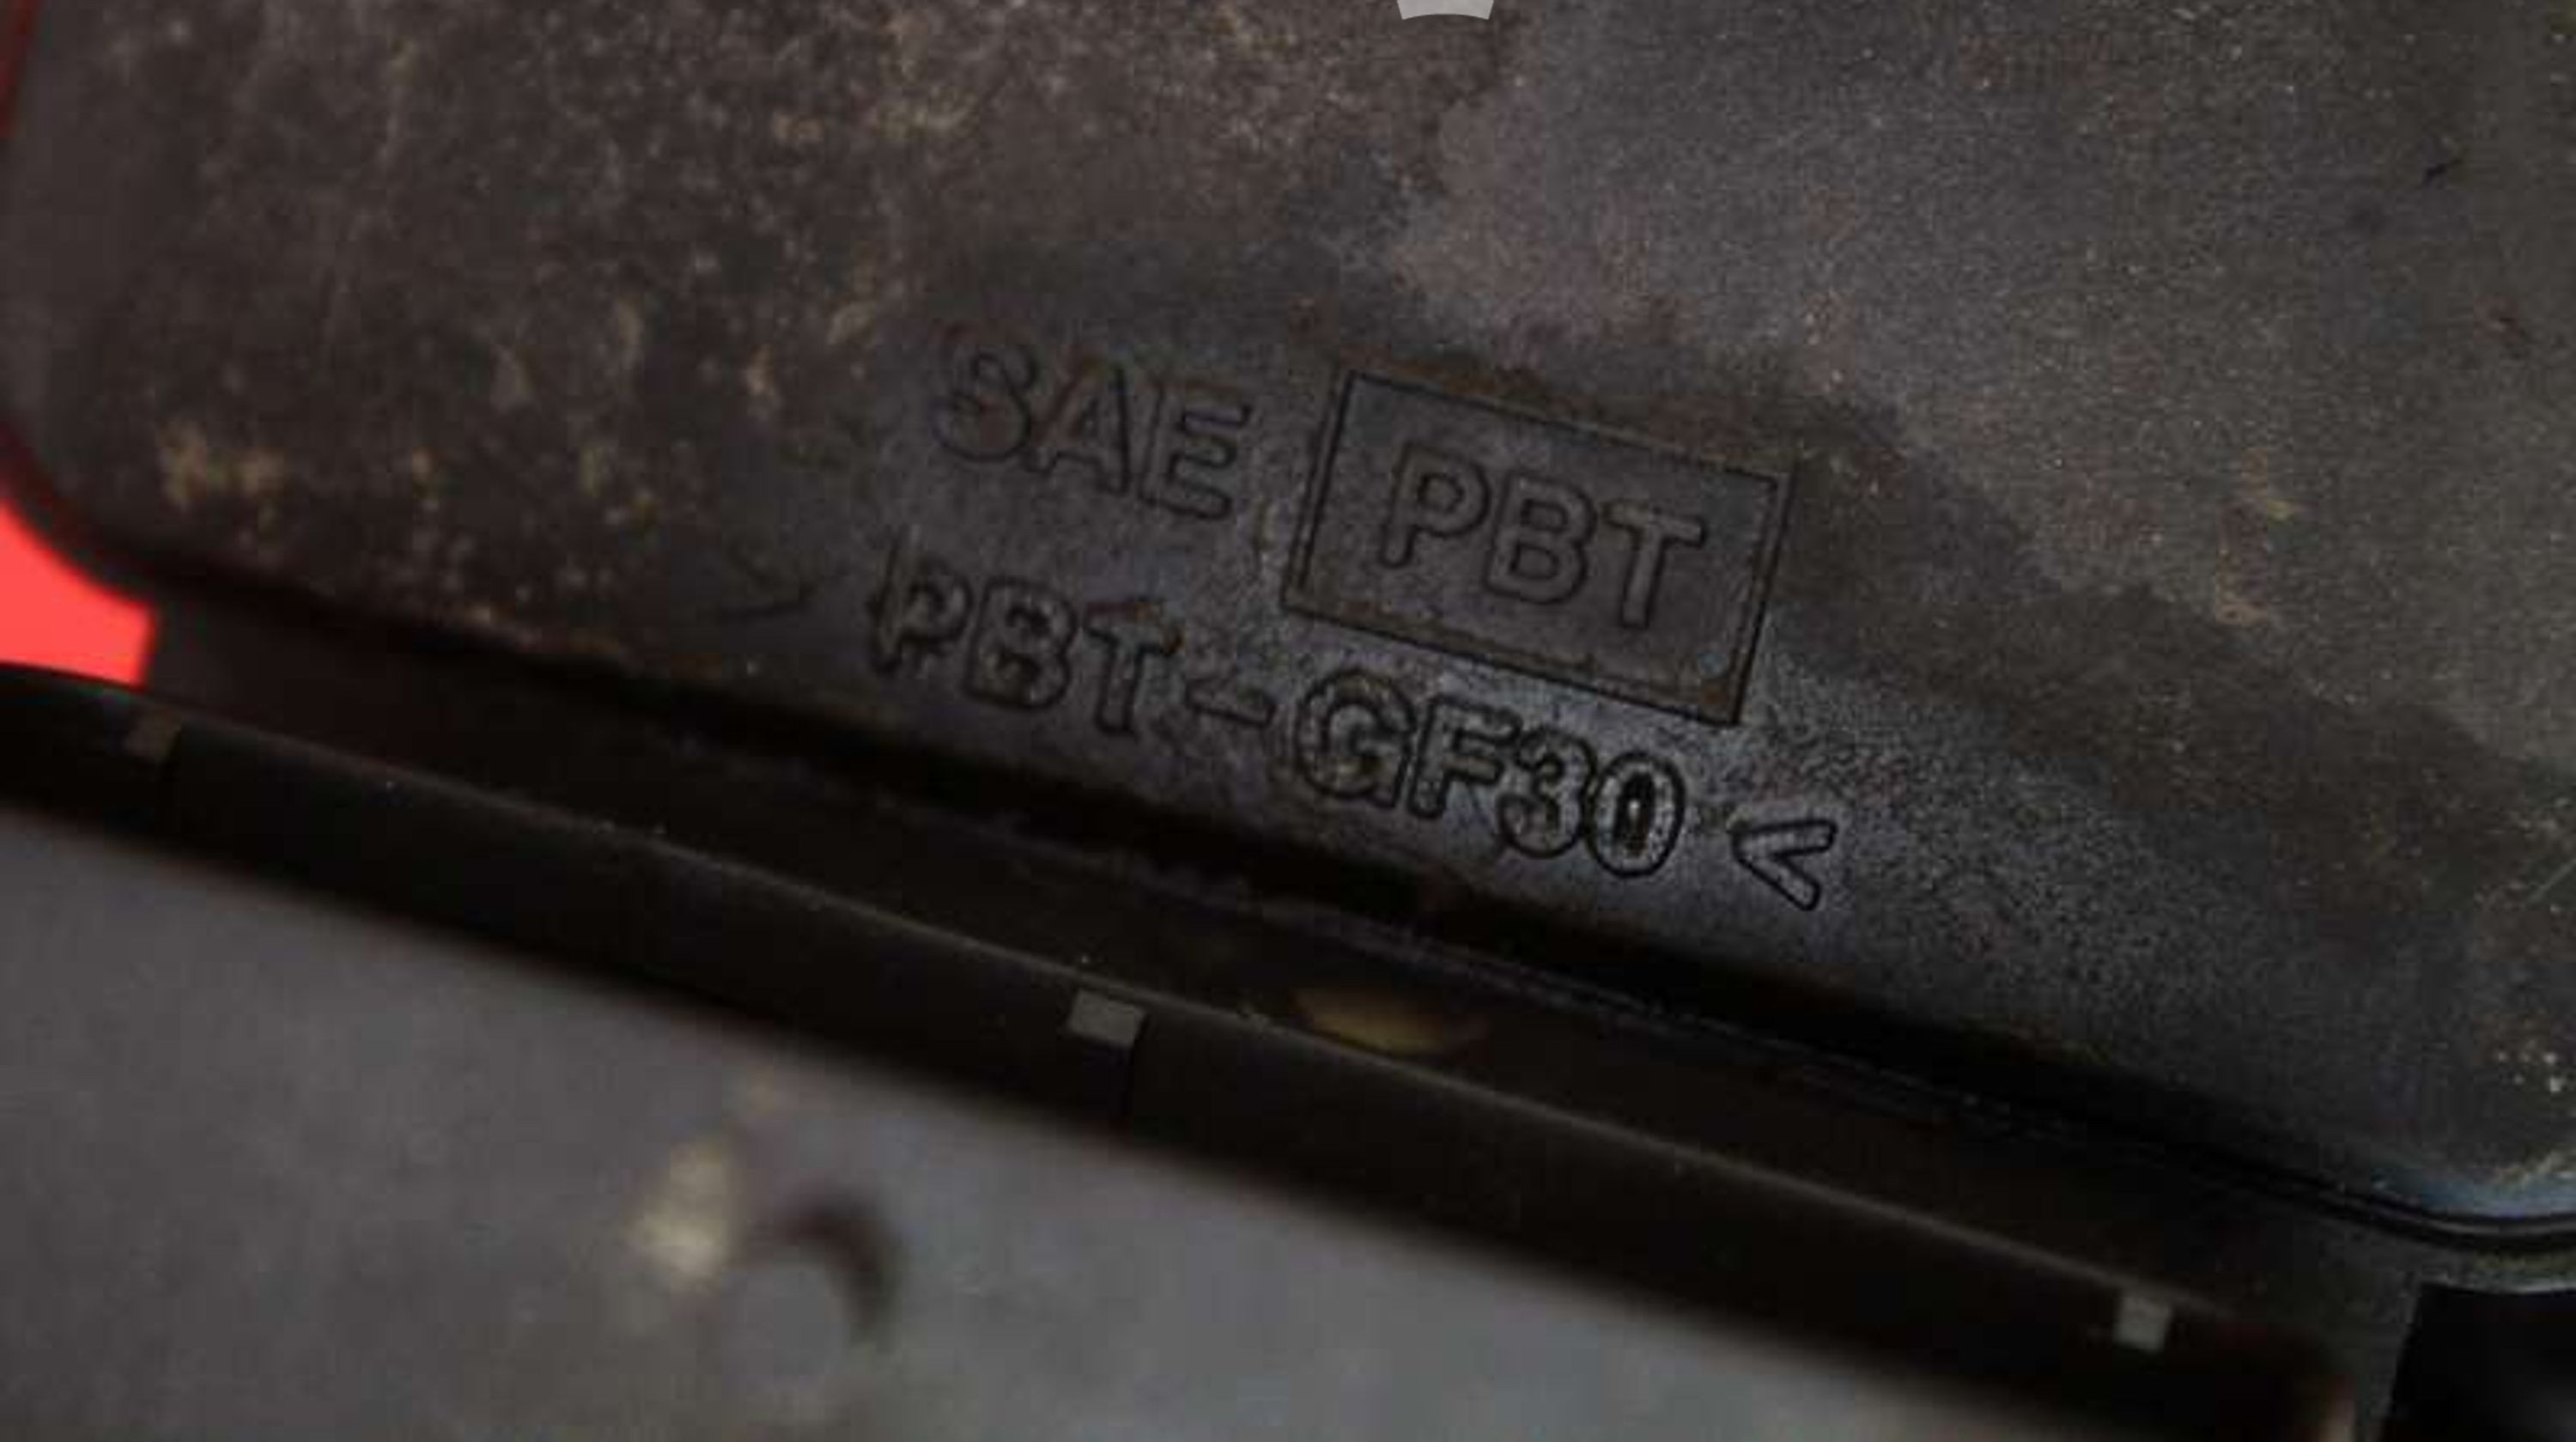 SAE PBT
> PBT-GF30 <